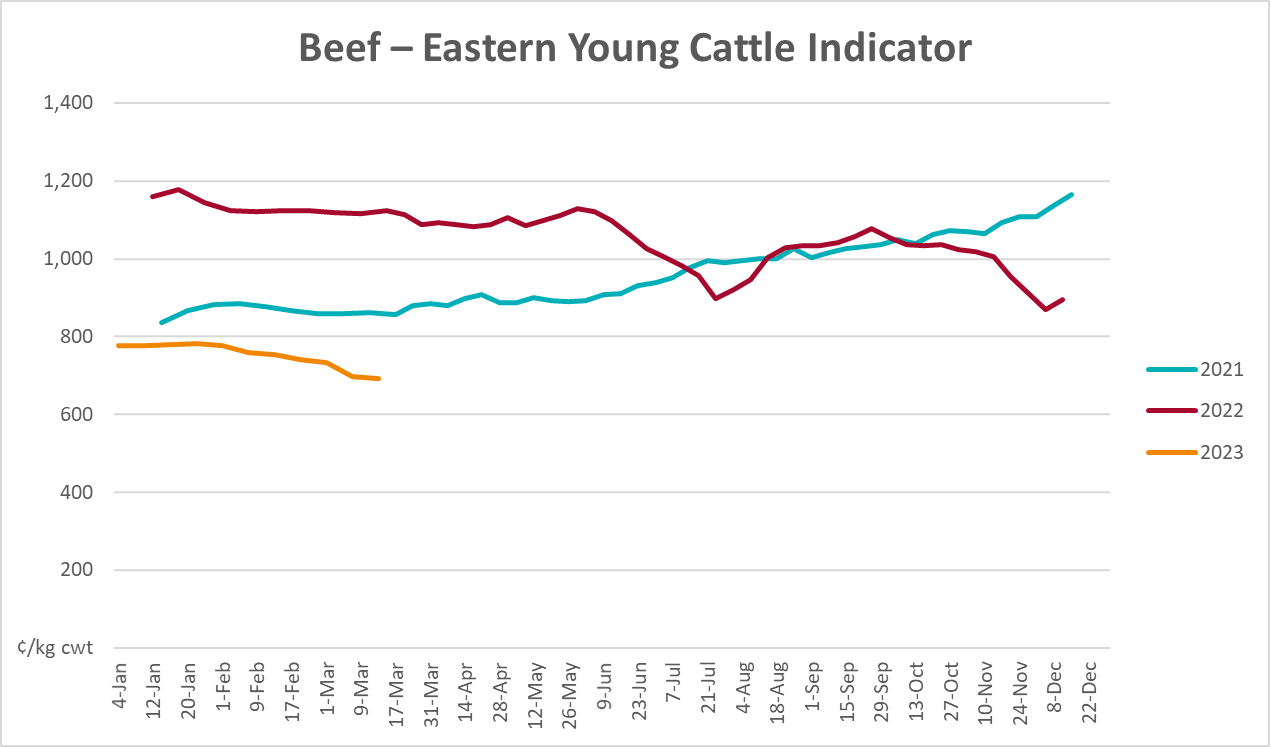 Beef – Eastern Young Cattle Indicator
1,400
1,200
1,000
800
600
400
200
¢/kg cwt
2021
2022
2023
4-Jan
12-Jan
20-Jan
1-Feb
9-Feb
17-Feb
1-Mar
9-Mar
17-Mar
31-Mar
14-Apr
28-Apr
12-May
26-May
9-Jun
23-Jun
7-Jul
21-Jul
4-Aug
18-Aug
1-Sep
15-Sep
29-Sep
13-Oct
27-Oct
10-Nov
24-Nov
8-Dec
22-Dec